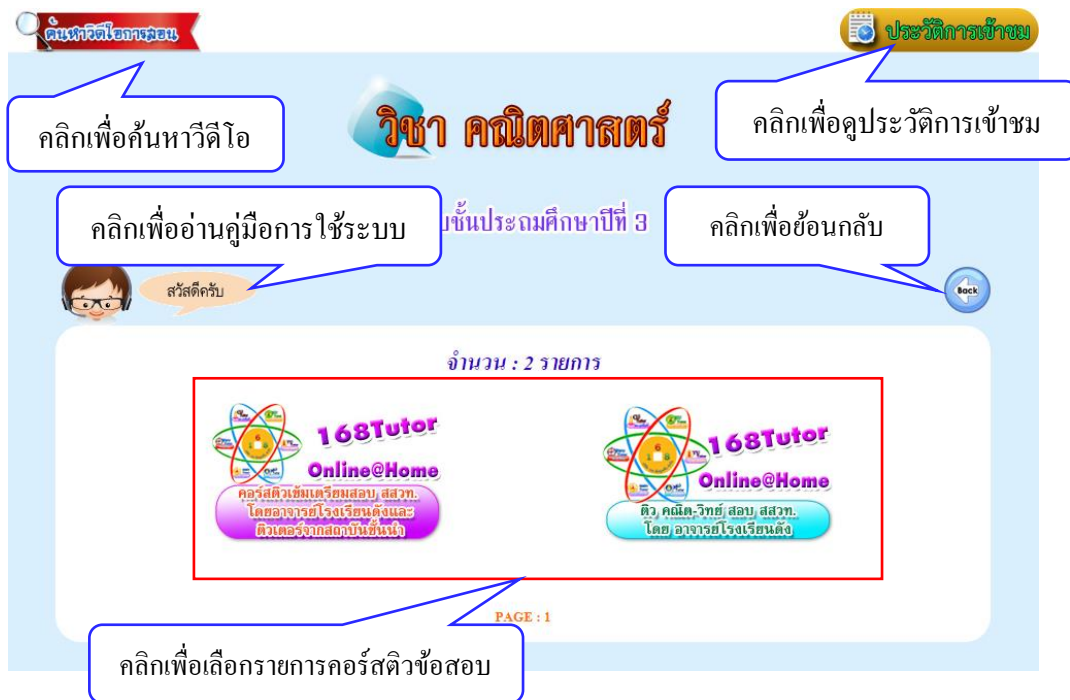 ค้นหาวิดีโอการสอน
ประวัติการเข้าชม
คลิกเพื่อค้นหาวีดีโอ
วิชา คณิตศาสตร์
คลิกเพื่อดูประวัติการเข้าชม
คลิกเพื่ออ่านคู่มือการใช้ระบบ
ชั้นประถมศึกษาปีที่ 3
คลิกเพื่อย้อนกลับ
สวัสดีครับ
Back
จำนวน : 2 รายการ
168Tutor
Online@Home
คอร์สติวเข้มเตรียมสอบ สสวท.
โดยอาจารย์โรงเรียนดังและ
ติวเตอร์จากสถาบันชั้นนำ
168Tutor
Online@Home
ติว คณิต-วิทย์ สอบ สสวท.
โดย อาจารย์โรงเรียนดัง
PAGE : 1
คลิกเพื่อเลือกรายการคอร์สติวข้อสอบ